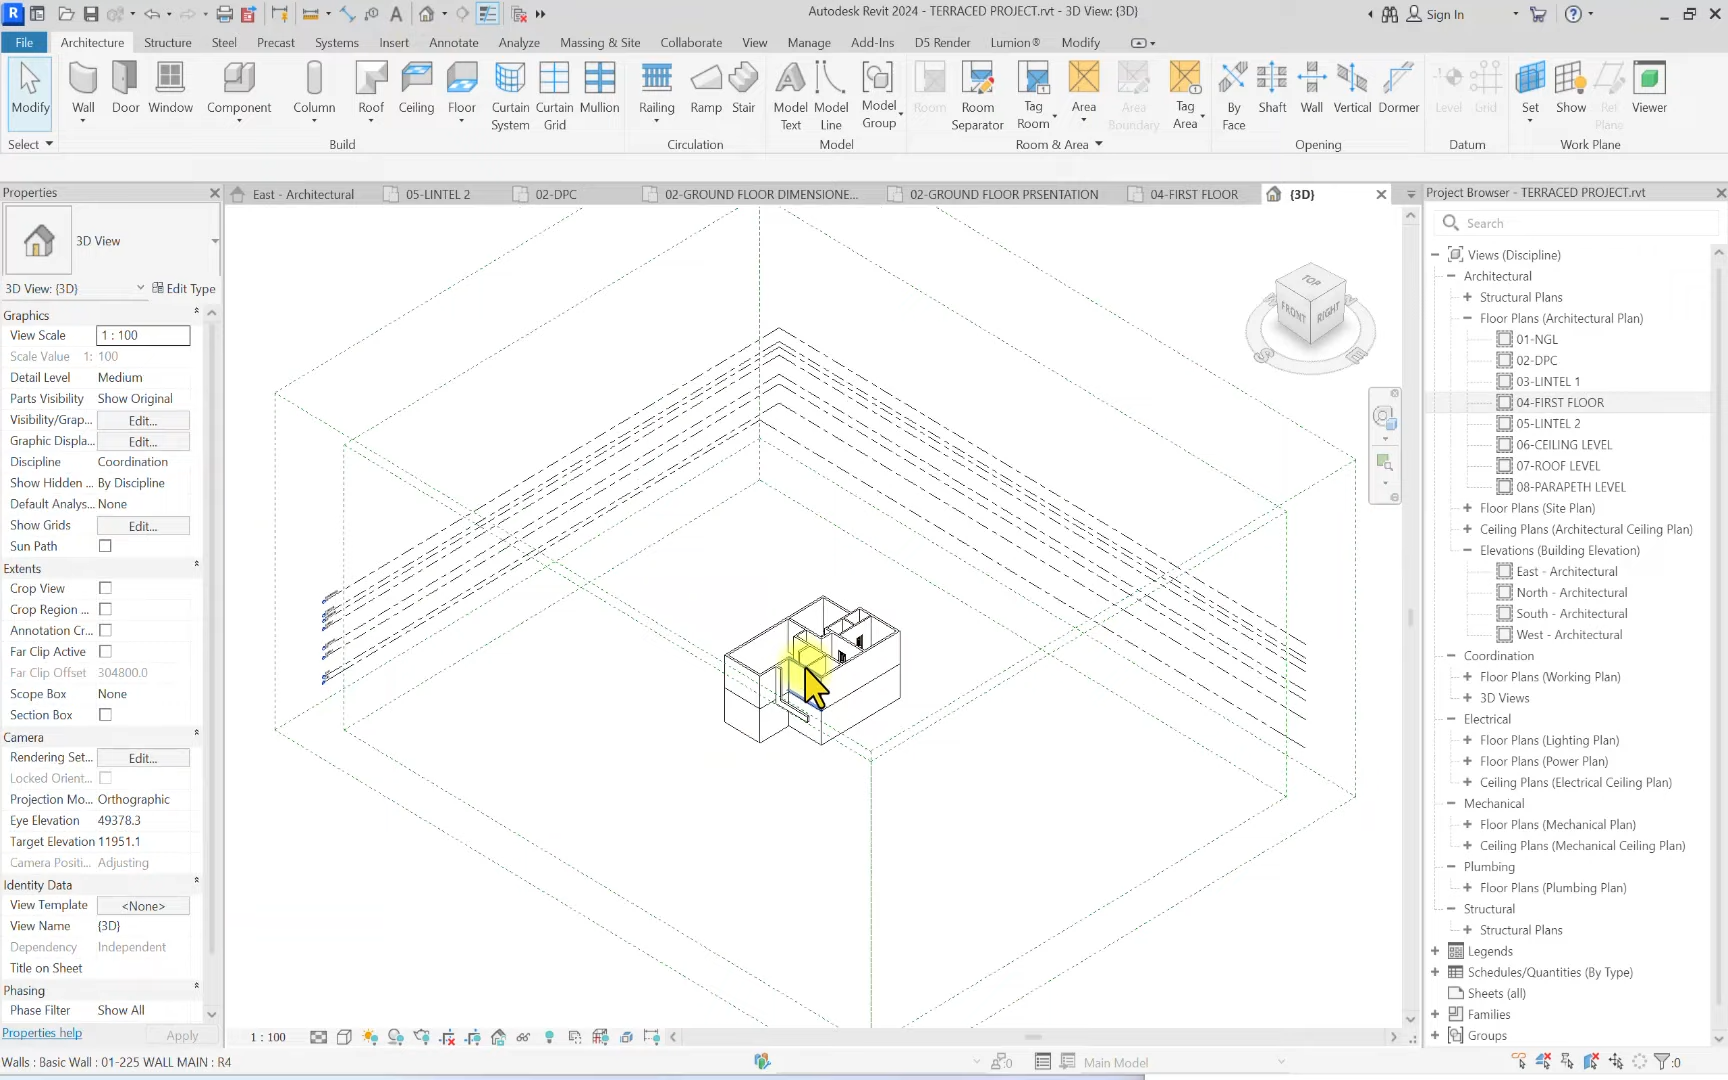 Autodesk Revit 2024 - TERRACED PROJECT.rvt - 3D View: {3D}
Sign In
File Architecture Structure Steel Precast Systems Insert Annotate Analyze Massing & Site Collaborate View Manage Add-Ins D5 Render Lumion® Modify
Modify Wall Door Window Component Column Roof Ceiling Floor Curtain System Curtain Grid Mullion Railing Ramp Stair Model Text Model Line Model Group Room Room Separator Tag Room Area Area Boundary Tag Area By Face Shaft Wall Vertical Dormer Level Grid Set Show Ref Plane Viewer
Select Build Circulation Model Room & Area Opening Datum Work Plane
Properties
East - Architectural 05-LINTEL 2 02-DPC 02-GROUND FLOOR DIMENSIONE... 02-GROUND FLOOR PRSENTATION 04-FIRST FLOOR {3D}
Project Browser - TERRACED PROJECT.rvt
3D View
3D View: {3D} Edit Type
Graphics
View Scale 1 : 100
Scale Value 1: 100
Detail Level Medium
Parts Visibility Show Original
Visibility/Grap... Edit...
Graphic Displa... Edit...
Discipline Coordination
Show Hidden ... By Discipline
Default Analys... None
Show Grids Edit...
Sun Path
Extents
Crop View
Crop Region ...
Annotation Cr...
Far Clip Active
Far Clip Offset 304800.0
Scope Box None
Section Box
Camera
Rendering Set... Edit...
Locked Orient...
Projection Mo... Orthographic
Eye Elevation 49378.3
Target Elevation 11951.1
Camera Positi... Adjusting
Identity Data
View Template <None>
View Name {3D}
Dependency Independent
Title on Sheet
Phasing
Phase Filter Show All
Properties help Apply
TOP
FRONT RIGHT
S E
Search
Views (Discipline)
Architectural
Structural Plans
Floor Plans (Architectural Plan)
01-NGL
02-DPC
03-LINTEL 1
04-FIRST FLOOR
05-LINTEL 2
06-CEILING LEVEL
07-ROOF LEVEL
08-PARAPETH LEVEL
Floor Plans (Site Plan)
Ceiling Plans (Architectural Ceiling Plan)
Elevations (Building Elevation)
East - Architectural
North - Architectural
South - Architectural
West - Architectural
Coordination
Floor Plans (Working Plan)
3D Views
Electrical
Floor Plans (Lighting Plan)
Floor Plans (Power Plan)
Ceiling Plans (Electrical Ceiling Plan)
Mechanical
Floor Plans (Mechanical Plan)
Ceiling Plans (Mechanical Ceiling Plan)
Plumbing
Floor Plans (Plumbing Plan)
Structural
Structural Plans
Legends
Schedules/Quantities (By Type)
Sheets (all)
Families
Groups
1 : 100
Walls : Basic Wall : 01-225 WALL MAIN : R4
:0 Main Model :0